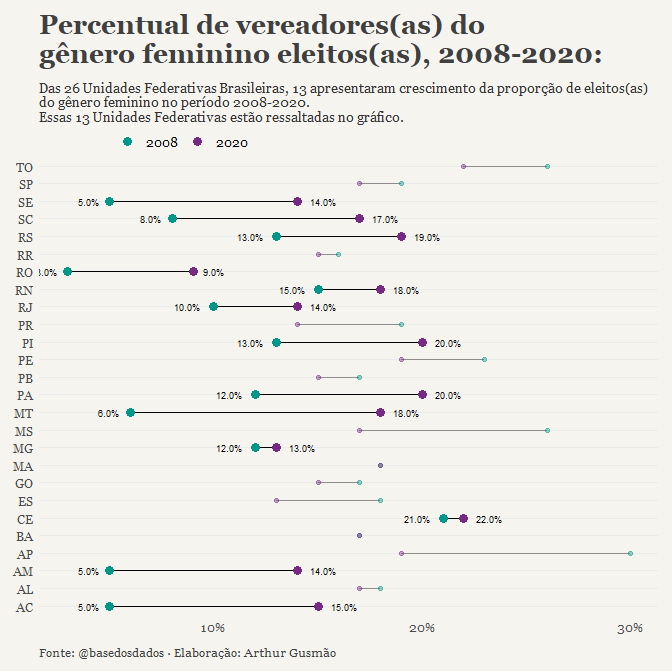 Percentual de vereadores(as) do
gênero feminino eleitos(as), 2008-2020:
Das 26 Unidades Federativas Brasileiras, 13 apresentaram crescimento da proporção de eleitos(as)
do gênero feminino no período 2008-2020.
Essas 13 Unidades Federativas estão ressaltadas no gráfico.
2008 2020
TO
SP
SE 5.0% 14.0%
SC 8.0% 17.0%
RS 13.0% 19.0%
RR
RO .0% 9.0%
RN 15.0% 18.0%
RJ 10.0% 14.0%
PR
PI 13.0% 20.0%
PE
PB
PA 12.0% 20.0%
MT 6.0% 18.0%
MS
MG 12.0% 13.0%
MA
GO
ES
CE 21.0% 22.0%
BA
AP
AM 5.0% 14.0%
AL
AC 5.0% 15.0%
10% 20% 30%
Fonte: @basedosdados · Elaboração: Arthur Gusmão